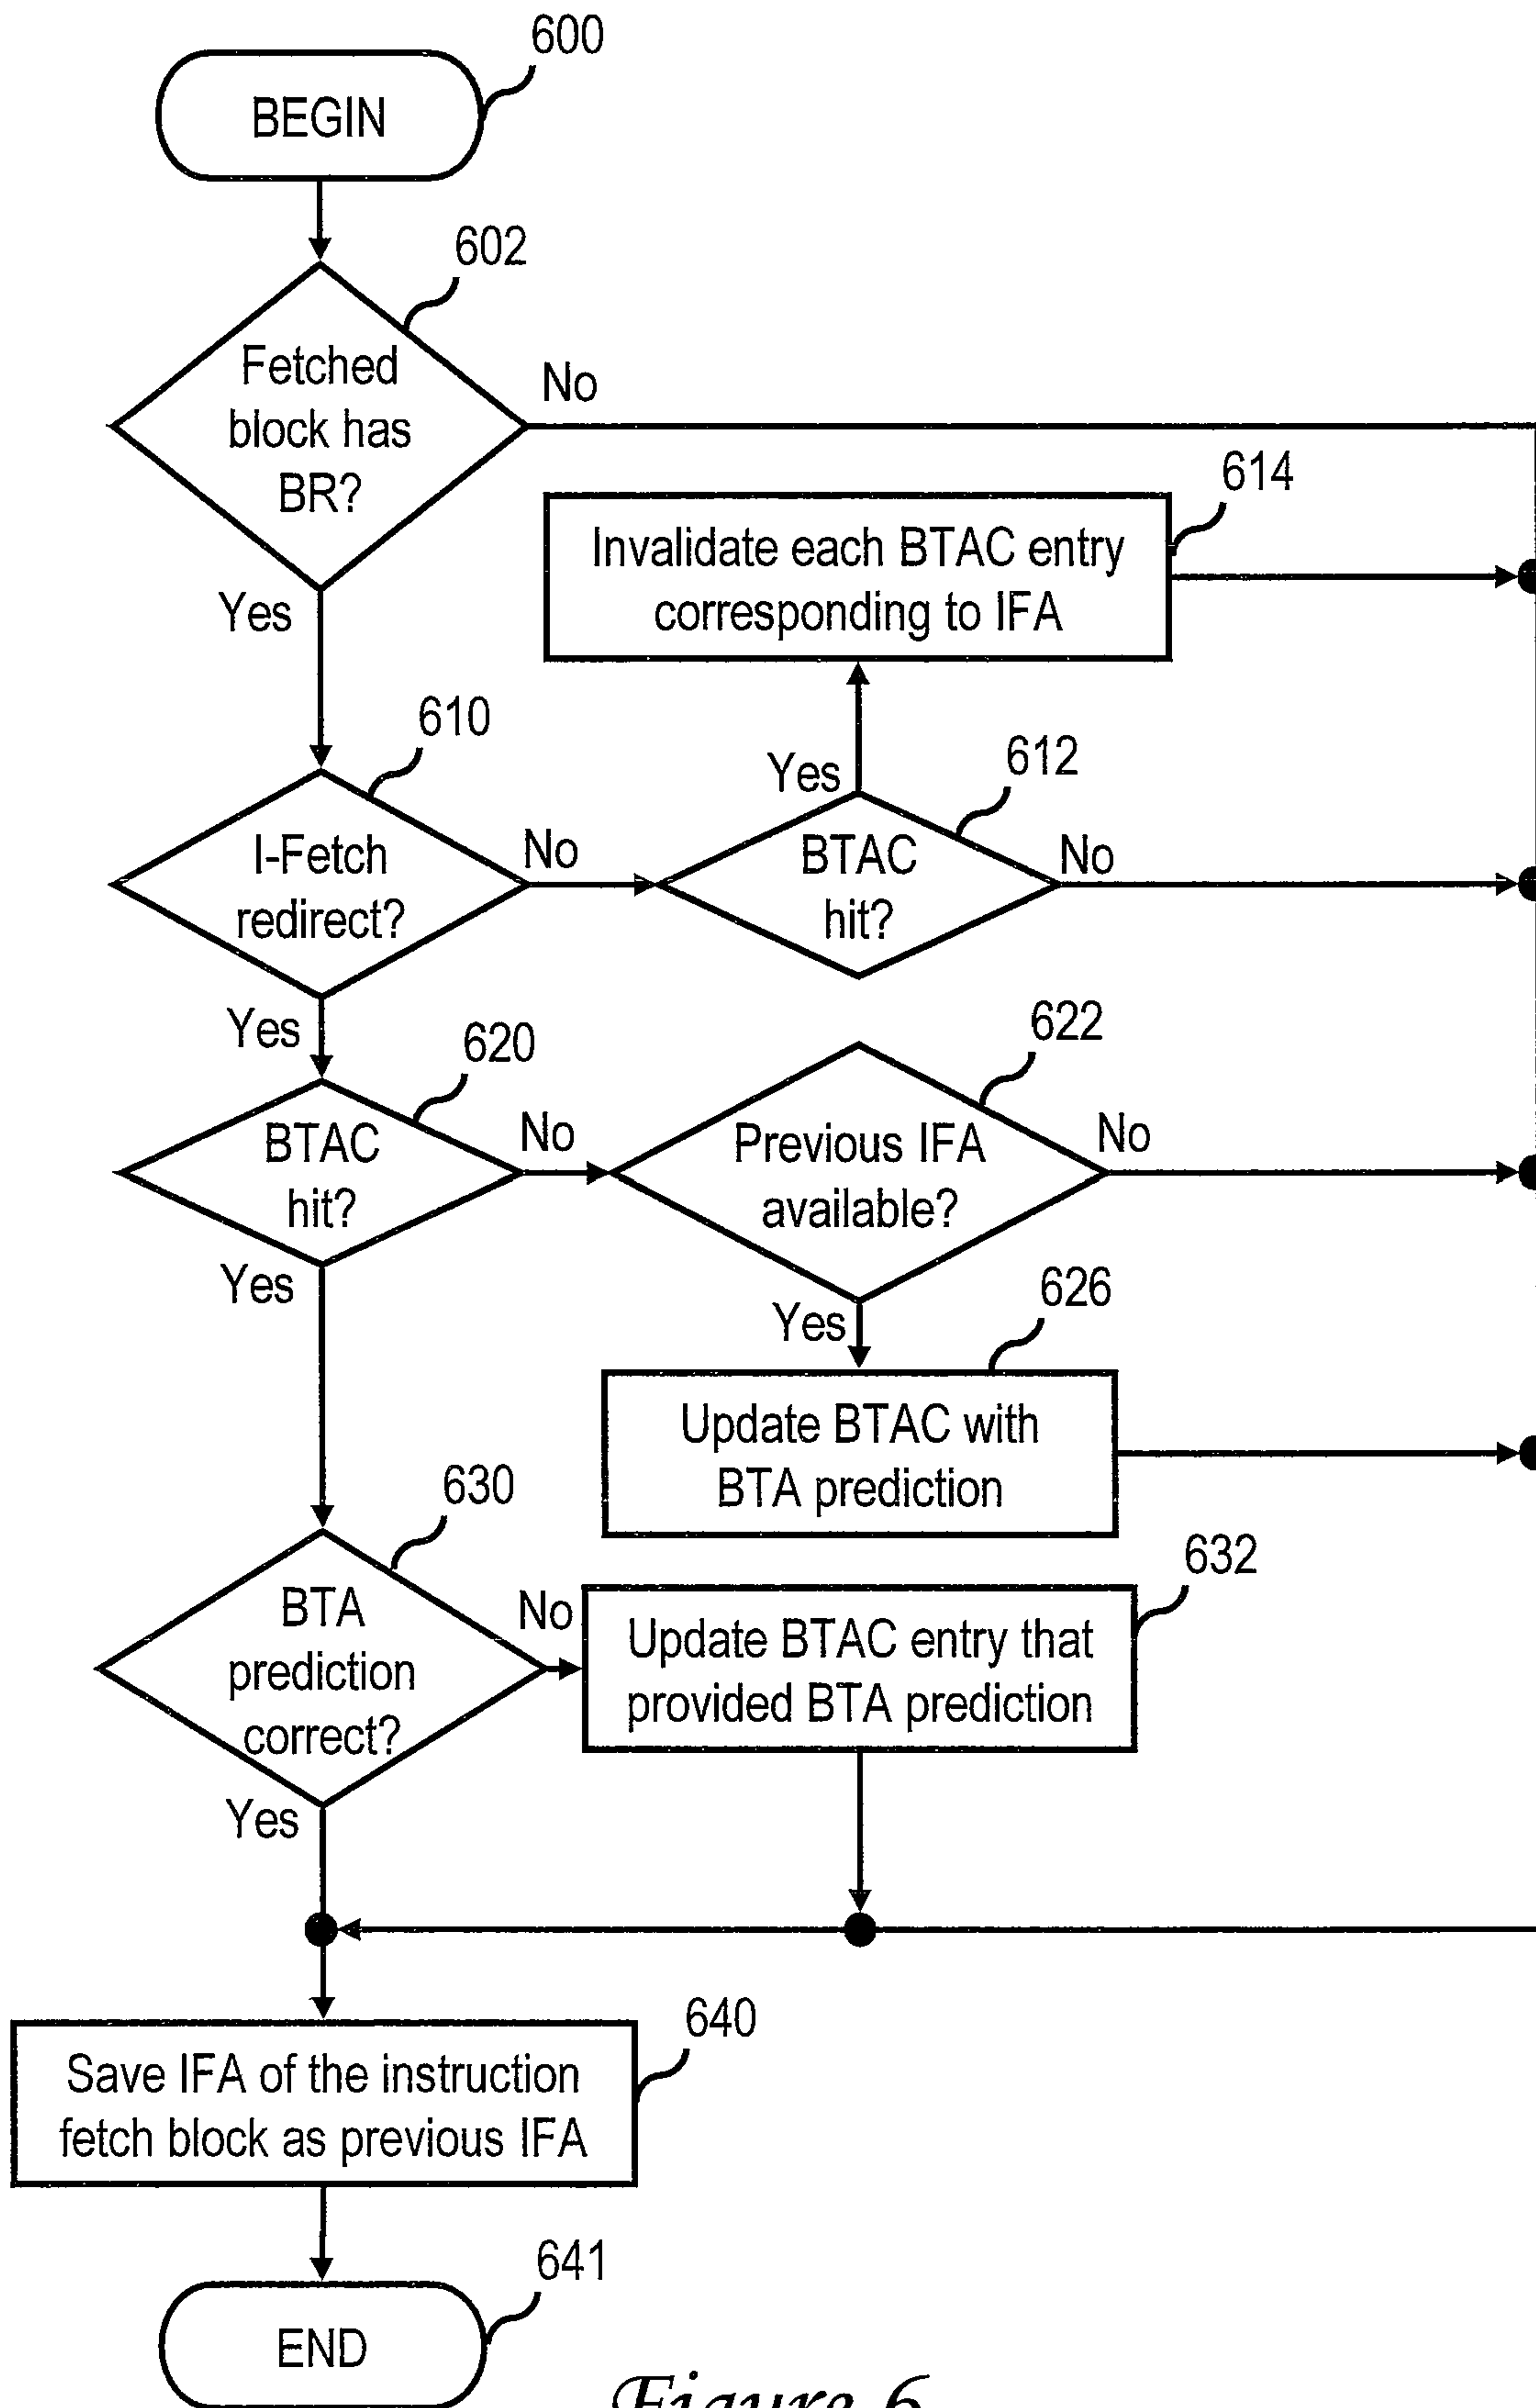 600
BEGIN
602
Fetched
block has
BR?
No
Yes
614
Invalidate each BTAC entry
corresponding to IFA
610
I-Fetch
redirect?
No
Yes
612
Yes
BTAC
hit?
No
620
BTAC
hit?
No
Yes
622
Previous IFA
available?
No
Yes
626
Update BTAC with
BTA prediction
630
BTA
prediction
correct?
No
Yes
632
Update BTAC entry that
provided BTA prediction
640
Save IFA of the instruction
fetch block as previous IFA
641
END
Figure 6